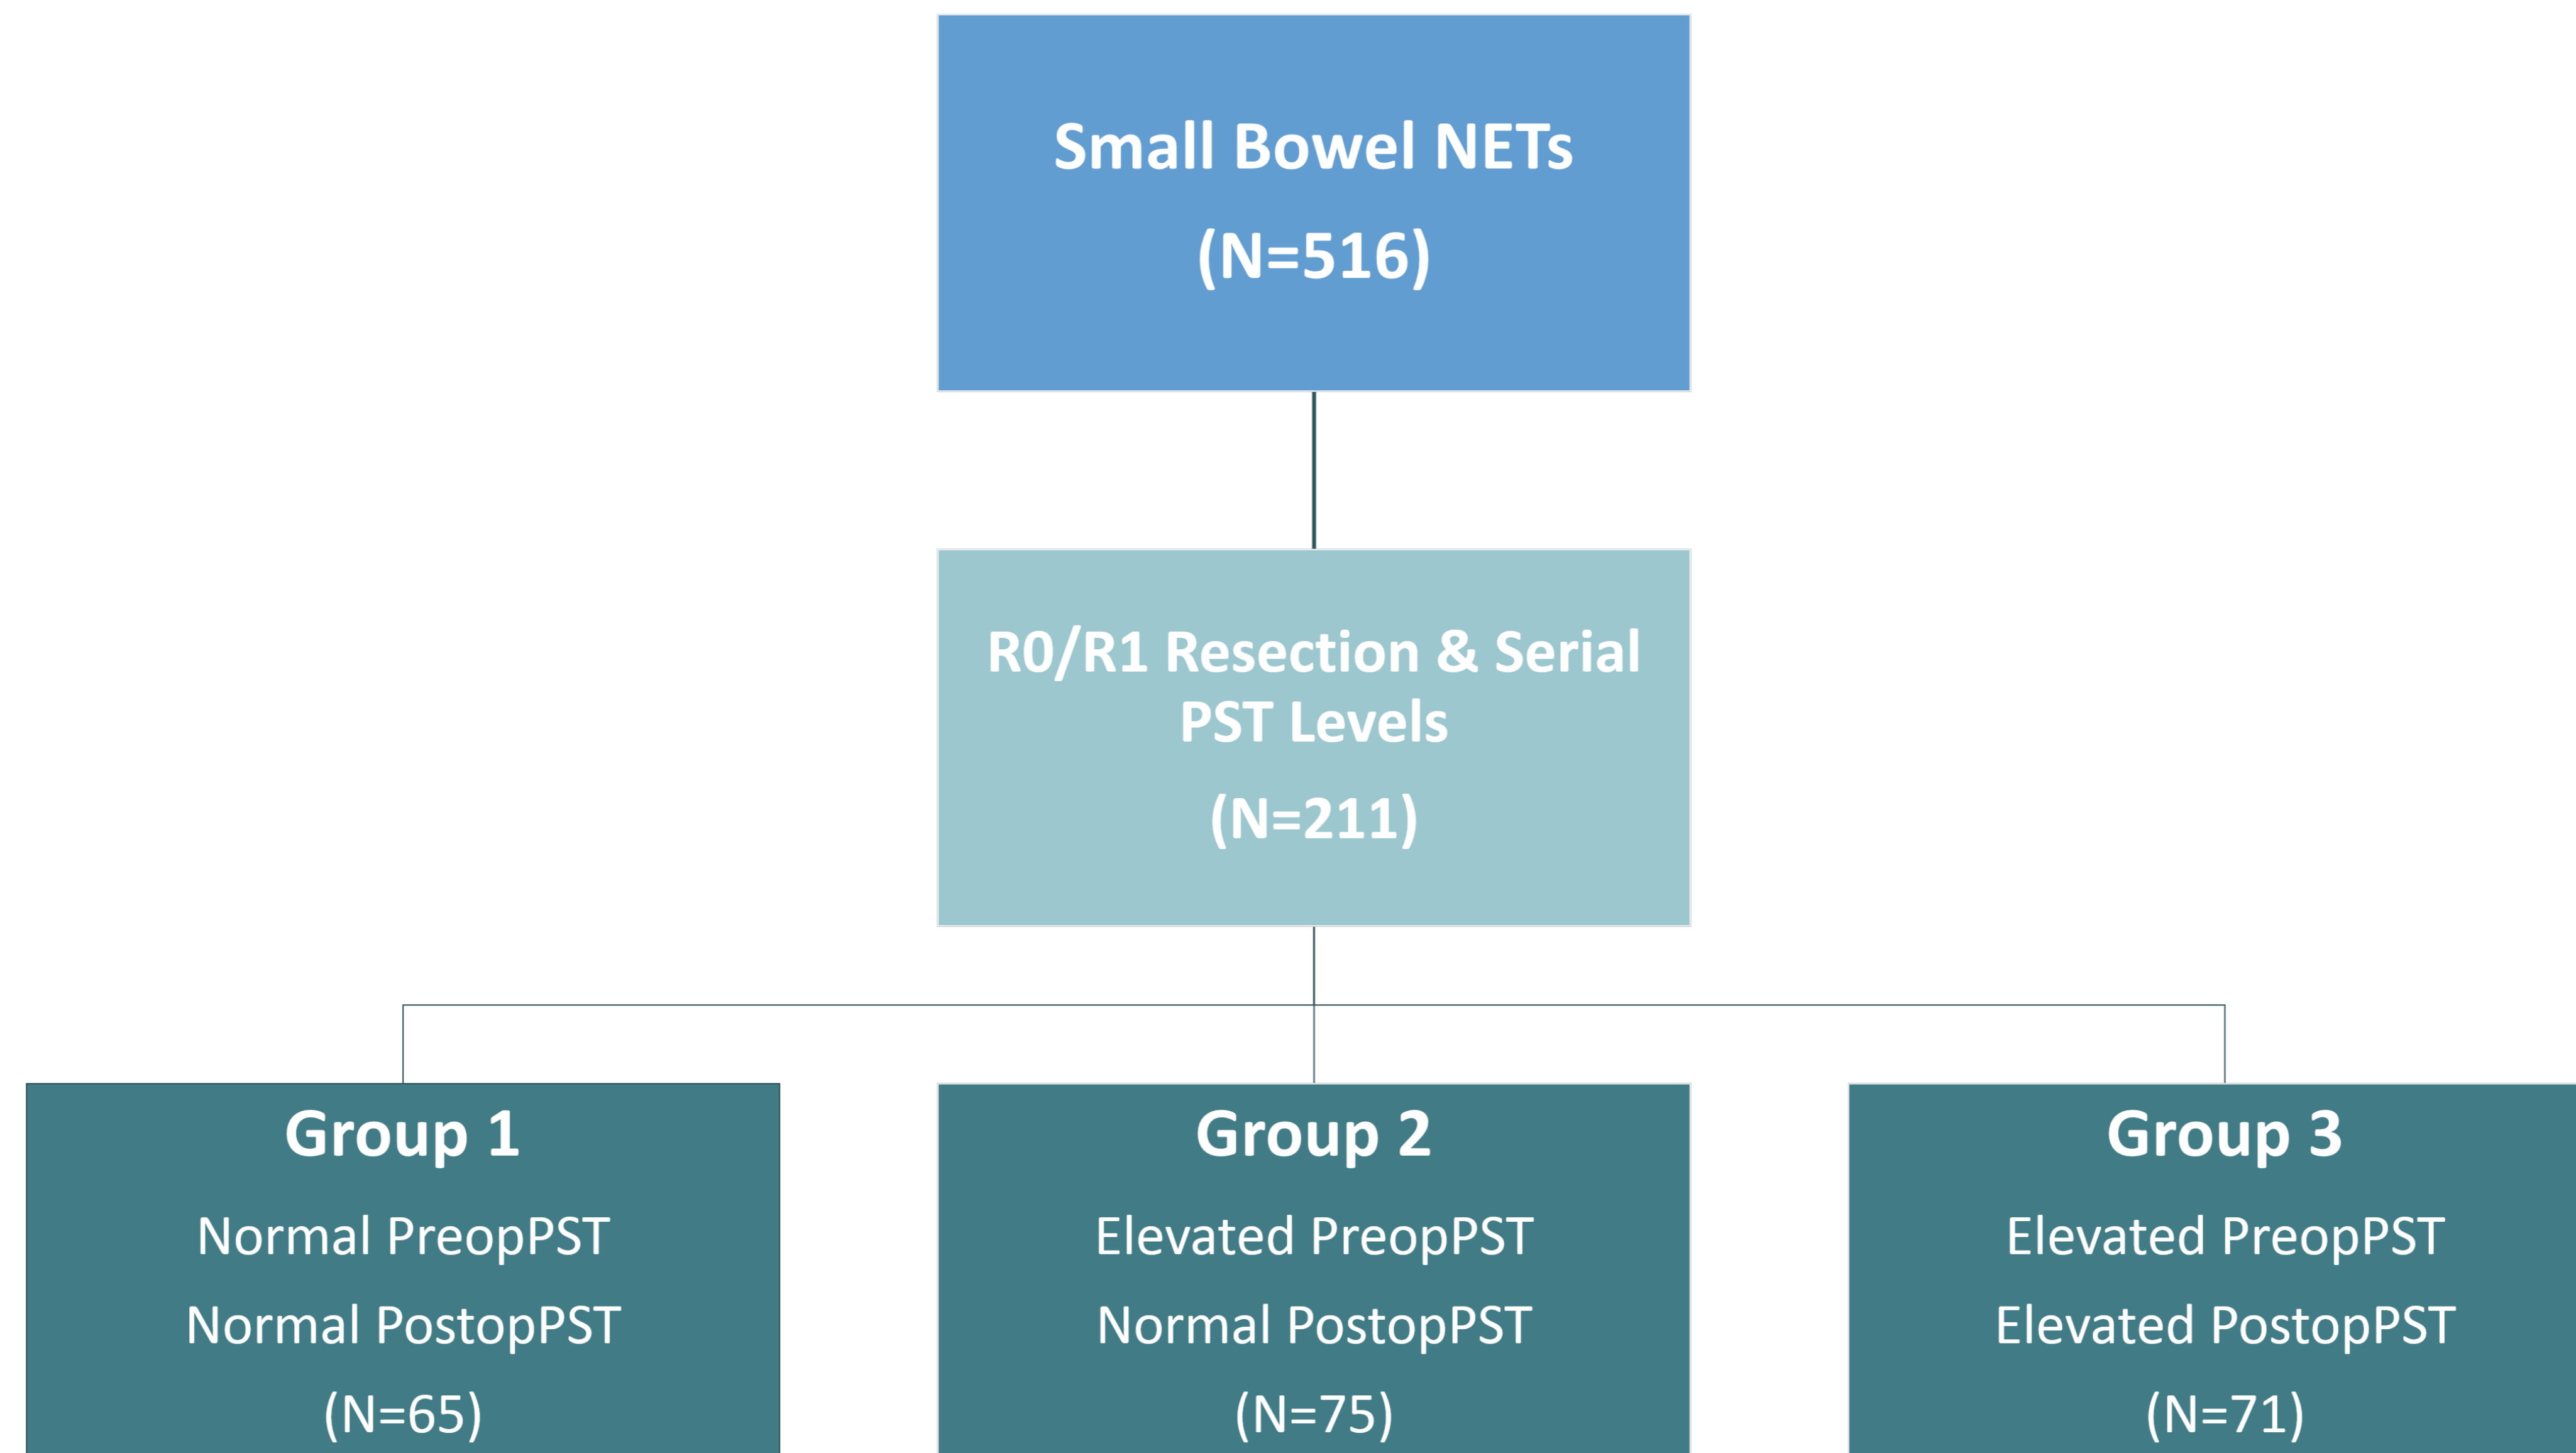 Small Bowel NETs
(N=516)
R0/R1 Resection & Serial
PST Levels
(N=211)
Group 1
Normal PreopPST
Normal PostopPST
(N=65)
Group 2
Elevated PreopPST
Normal PostopPST
(N=75)
Group 3
Elevated PreopPST
Elevated PostopPST
(N=71)